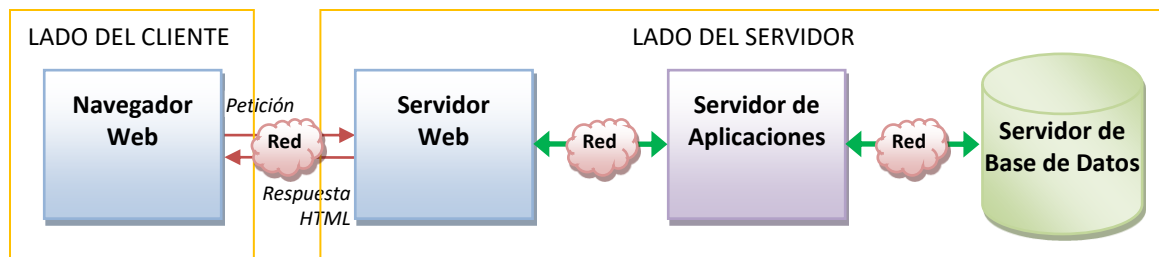 LADO DEL CLIENTE
LADO DEL SERVIDOR
Navegador
Web
Petición
Red
Respuesta
HTML
Servidor
Web
Red
Servidor de
Aplicaciones
Red
Servidor de
Base de Datos